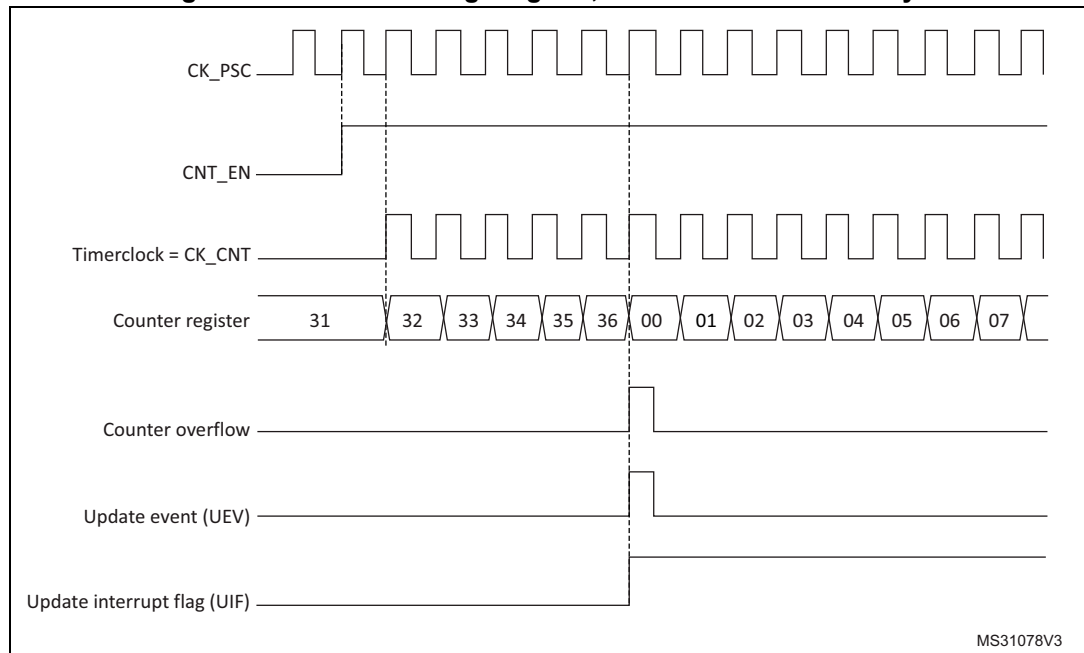 CK_PSC
CNT_EN
Timerclock = CK_CNT
Counter register 31 32 33 34 35 36 00 01 02 03 04 05 06 07
Counter overflow
Update event (UEV)
Update interrupt flag (UIF)
MS31078V3